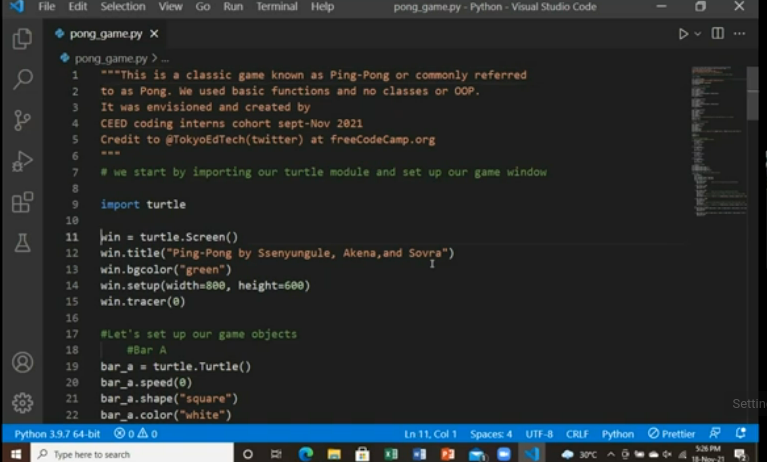 File Edit Selection View Go Run Terminal Help pong_game.py - Python - Visual Studio Code
pong_game.py
pong_game.py > ...
1 """This is a classic game known as Ping-Pong or commonly referred
2 to as Pong. We used basic functions and no classes or OOP.
3 It was envisioned and created by
4 CEED coding interns cohort sept-Nov 2021
5 Credit to @TokyoEdTech(twitter) at freeCodeCamp.org
6 """
7 # we start by importing our turtle module and set up our game window
8
9 import turtle
10
11 win = turtle.Screen()
12 win.title("Ping-Pong by Ssenyungule, Akena,and Sovra")
13 win.bgcolor("green")
14 win.setup(width=800, height=600)
15 win.tracer(0)
16
17 #Let's set up our game objects
18 #Bar A
19 bar_a = turtle.Turtle()
20 bar_a.speed(0)
21 bar_a.shape("square")
22 bar_a.color("white")
Settin
Python 3.9.7 64-bit 0 0 Ln 11, Col 1 Spaces: 4 UTF-8 CRLF Python Prettier
Type here to search 30°C 5:26 PM
18-Nov-21